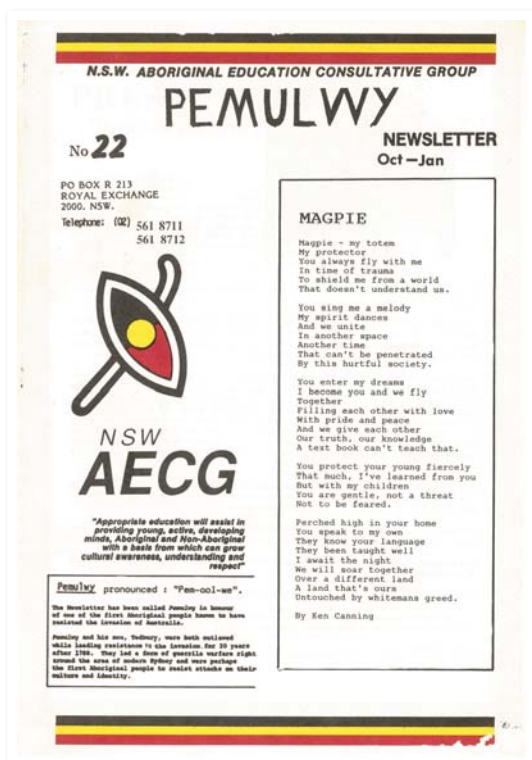 N.S.W. ABORIGINAL EDUCATION CONSULTATIVE GROUP
PEMULWY
No 22
NEWSLETTER
Oct-Jan
PO BOX R 213
ROYAL EXCHANGE
2000. NSW.
Telephone: (02) 561 8711
561 8712
NSW
AECG
"Appropriate education will assist in
providing young, active, developing
minds, Aboriginal and Non-Aboriginal
with a basis from which can grow
cultural awareness, understanding and
respect"
Pemulwy pronounced : "Pem-ool-we".
The Newsletter has been called Pemulwy in honour
of one of the first Aboriginal people known to have
resisted the invasion of Australia.
Pemulwy and his son, Tedbury, were both outlawed
while leading resistance to the invasion for 20 years
after 1788. They led a form of guerila warfare right
around the area of modern Sydney and were perhaps
the first Aboriginal people to resist attacks on their
culture and identity.
MAGPIE
Magpie - my totem
My protector
You always fly with me
In time of trauma
To shield me from a world
That doesn't understand us.
You sing me a melody
My spirit dances
And we unite
In another space
Another time
That can't be penetrated
By this hurtful society.
You enter my dreams
I become you and we fly
Together
Filling each other with love
With pride and peace
And we give each other
Our truth, our knowledge
A text book can't teach that.
You protect your young fiercely
That much, I've learned from you
But with my children
You are gentle, not a threat
Not to be feared.
Perched high in your home
You speak to my own
They know your language
They been taught well
I await the night
We will soar together
Over a different land
A land that's ours
Untouched by whitemans greed.
By Ken Canning